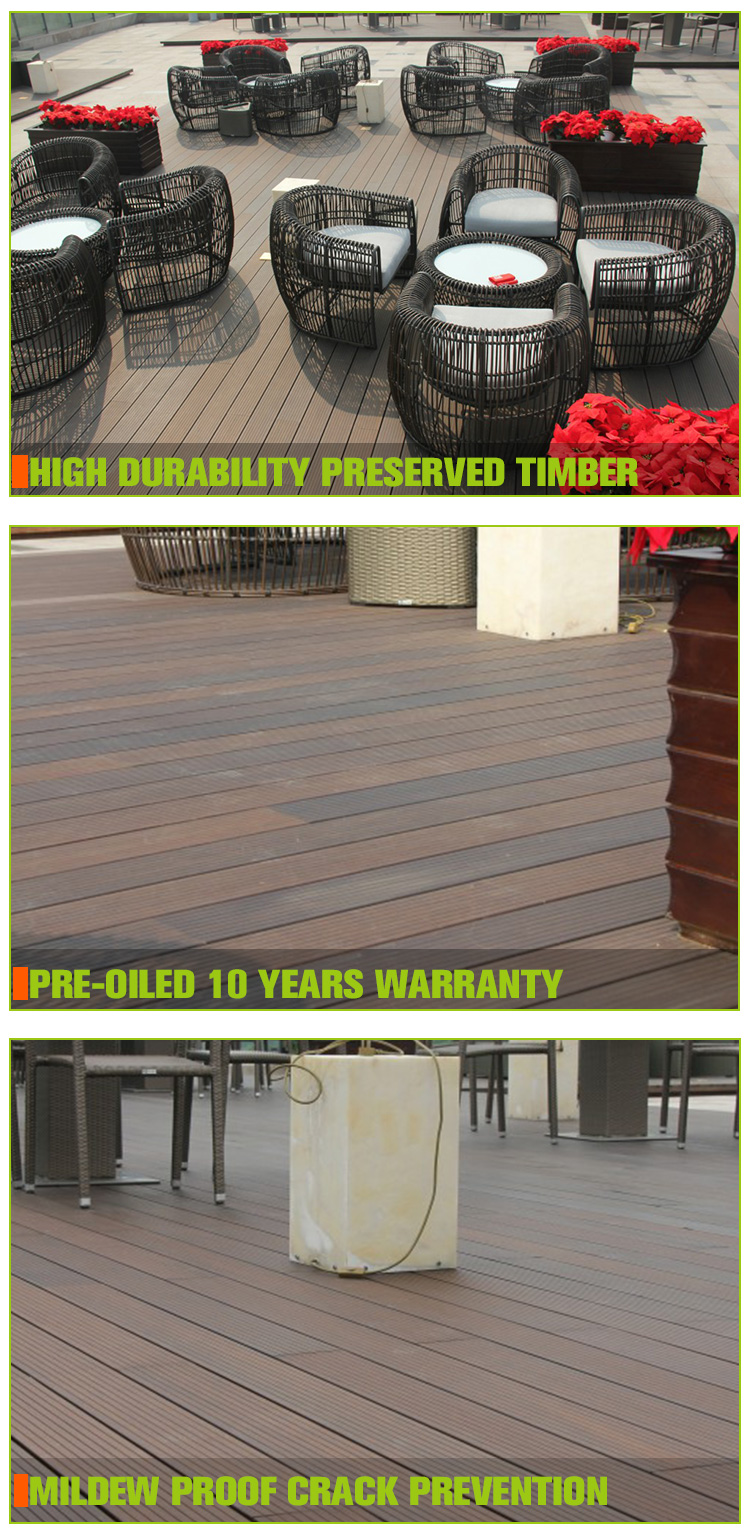 HIGH DURABILITY PRESERVED TIMBER
PRE-OILED 10 YEARS WARRANTY
MILDEW PROOF CRACK PREVENTION